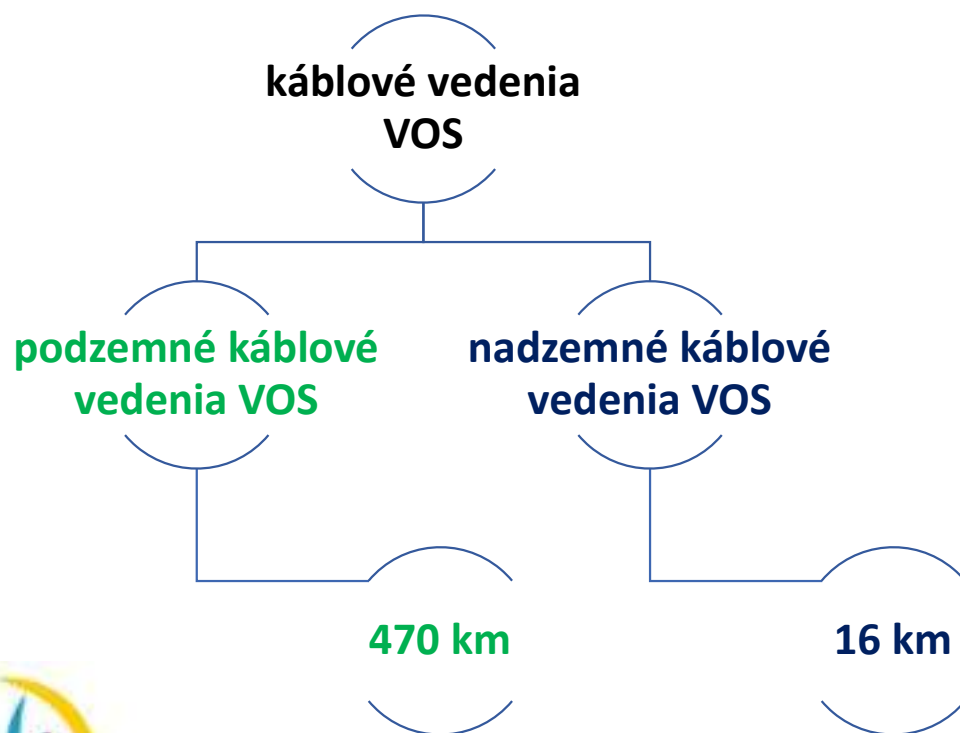 káblové vedenia
VOS
podzemné káblové
vedenia VOS
nadzemné káblové
vedenia VOS
470 km
16 km